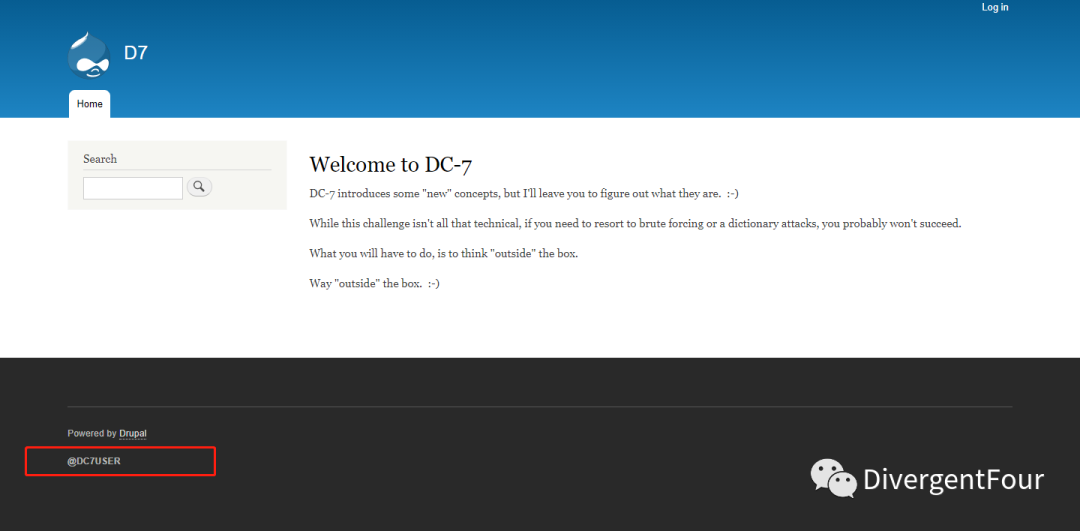 Log in
D7
Home
Search
Welcome to DC-7
DC-7 introduces some "new" concepts, but I'll leave you to figure out what they are.  :-)
While this challenge isn't all that technical, if you need to resort to brute forcing or a dictionary attacks, you probably won't succeed.
What you will have to do, is to think "outside" the box.
Way "outside" the box.  :-)
Powered by Drupal
@DC7USER
DivergentFour